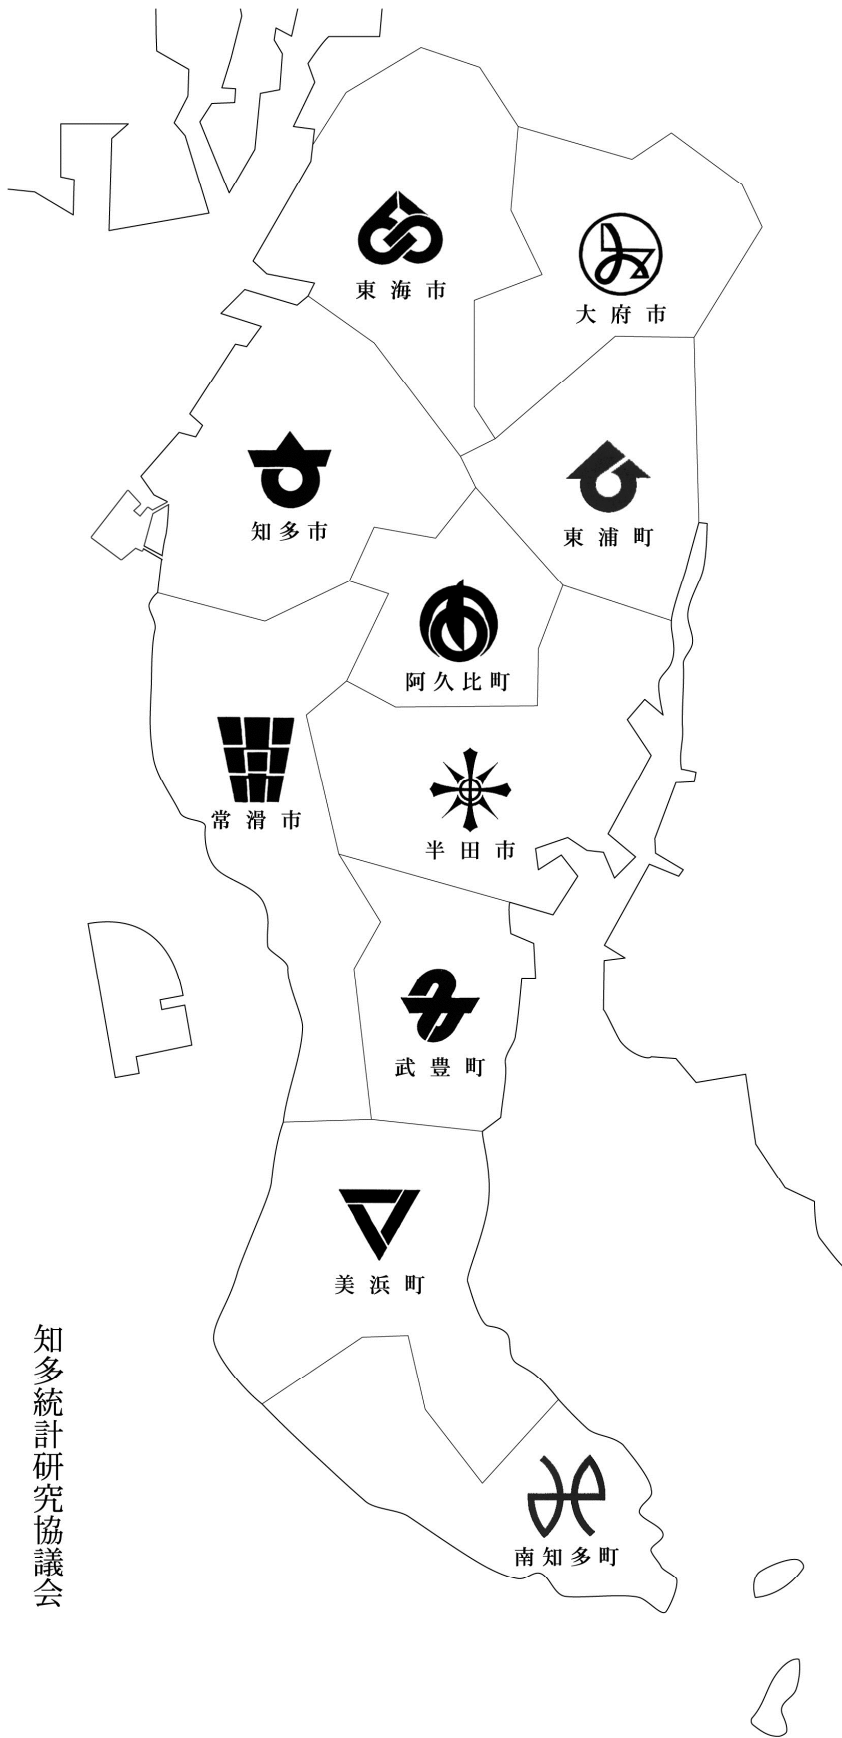 東海市
大府市
知多市
東浦町
阿久比町
常滑市
半田市
武豊町
美浜町
南知多町
知多統計研究協議会